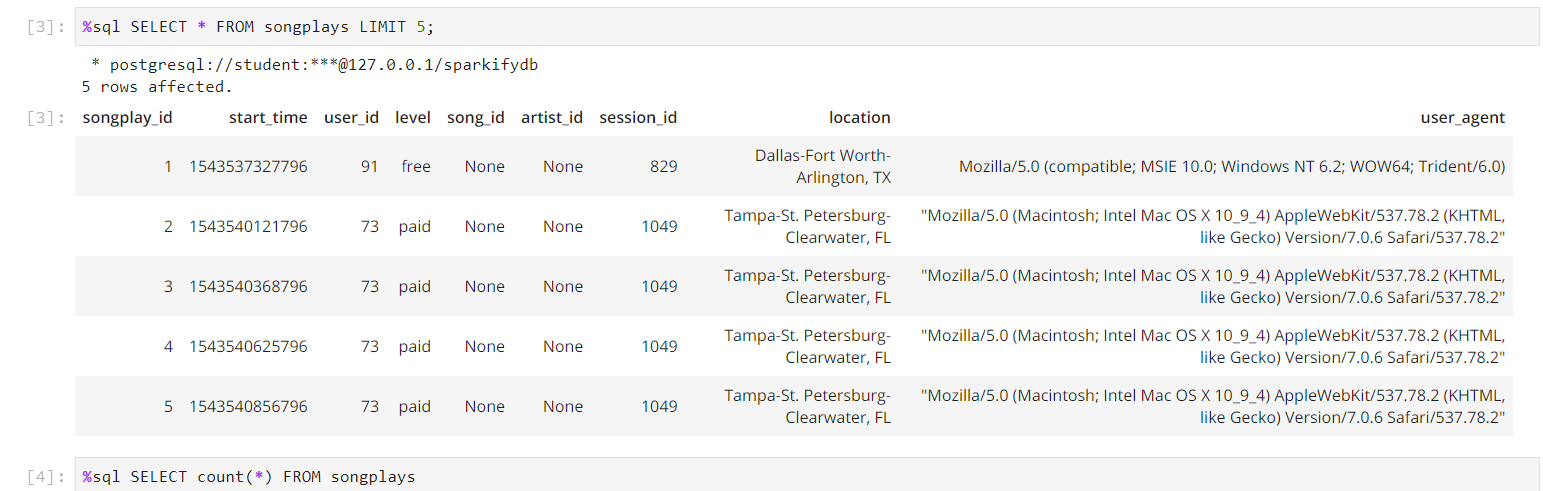 [3]: %sql SELECT * FROM songplays LIMIT 5;
* postgresql://student:***@127.0.0.1/sparkifydb
5 rows affected.
[3]: songplay_id start_time user_id level song_id artist_id session_id location user_agent
1 1543537327796 91 free None None 829 Dallas-Fort Worth-
Arlington, TX Mozilla/5.0 (compatible; MSIE 10.0; Windows NT 6.2; WOW64; Trident/6.0)
2 1543540121796 73 paid None None 1049 Tampa-St. Petersburg- "Mozilla/5.0 (Macintosh; Intel Mac OS X 10_9_4) AppleWebKit/537.78.2 (KHTML,
Clearwater, FL like Gecko) Version/7.0.6 Safari/537.78.2"
3 1543540368796 73 paid None None 1049 Tampa-St. Petersburg- "Mozilla/5.0 (Macintosh; Intel Mac OS X 10_9_4) AppleWebKit/537.78.2 (KHTML,
Clearwater, FL like Gecko) Version/7.0.6 Safari/537.78.2"
4 1543540625796 73 paid None None 1049 Tampa-St. Petersburg- "Mozilla/5.0 (Macintosh; Intel Mac OS X 10_9_4) AppleWebKit/537.78.2 (KHTML,
Clearwater, FL like Gecko) Version/7.0.6 Safari/537.78.2"
5 1543540856796 73 paid None None 1049 Tampa-St. Petersburg- "Mozilla/5.0 (Macintosh; Intel Mac OS X 10_9_4) AppleWebKit/537.78.2 (KHTML,
Clearwater, FL like Gecko) Version/7.0.6 Safari/537.78.2"
[4]: %sql SELECT count(*) FROM songplays